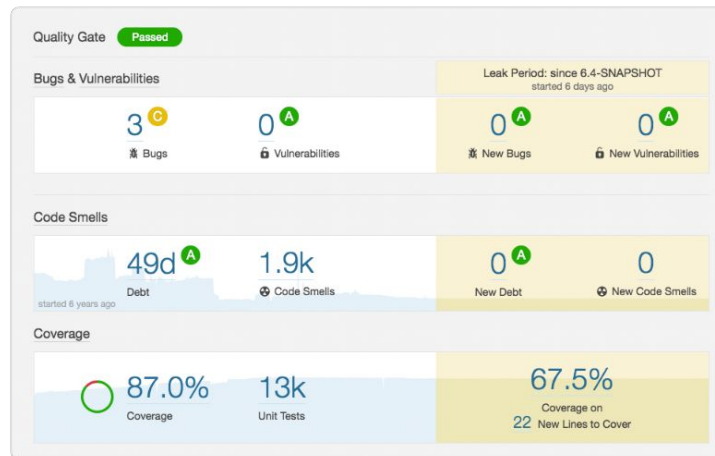 Quality Gate Passed
Bugs & Vulnerabilities
Leak Period: since 6.4-SNAPSHOT
started 6 days ago
3 C 0 A 0 A 0 A
Bugs Vulnerabilities New Bugs New Vulnerabilities
Code Smells
49d A 1.9k 0 A 0
Debt Code Smells New Debt New Code Smells
started 6 years ago
Coverage
87.0% 13k 67.5%
Coverage Unit Tests Coverage on
22 New Lines to Cover